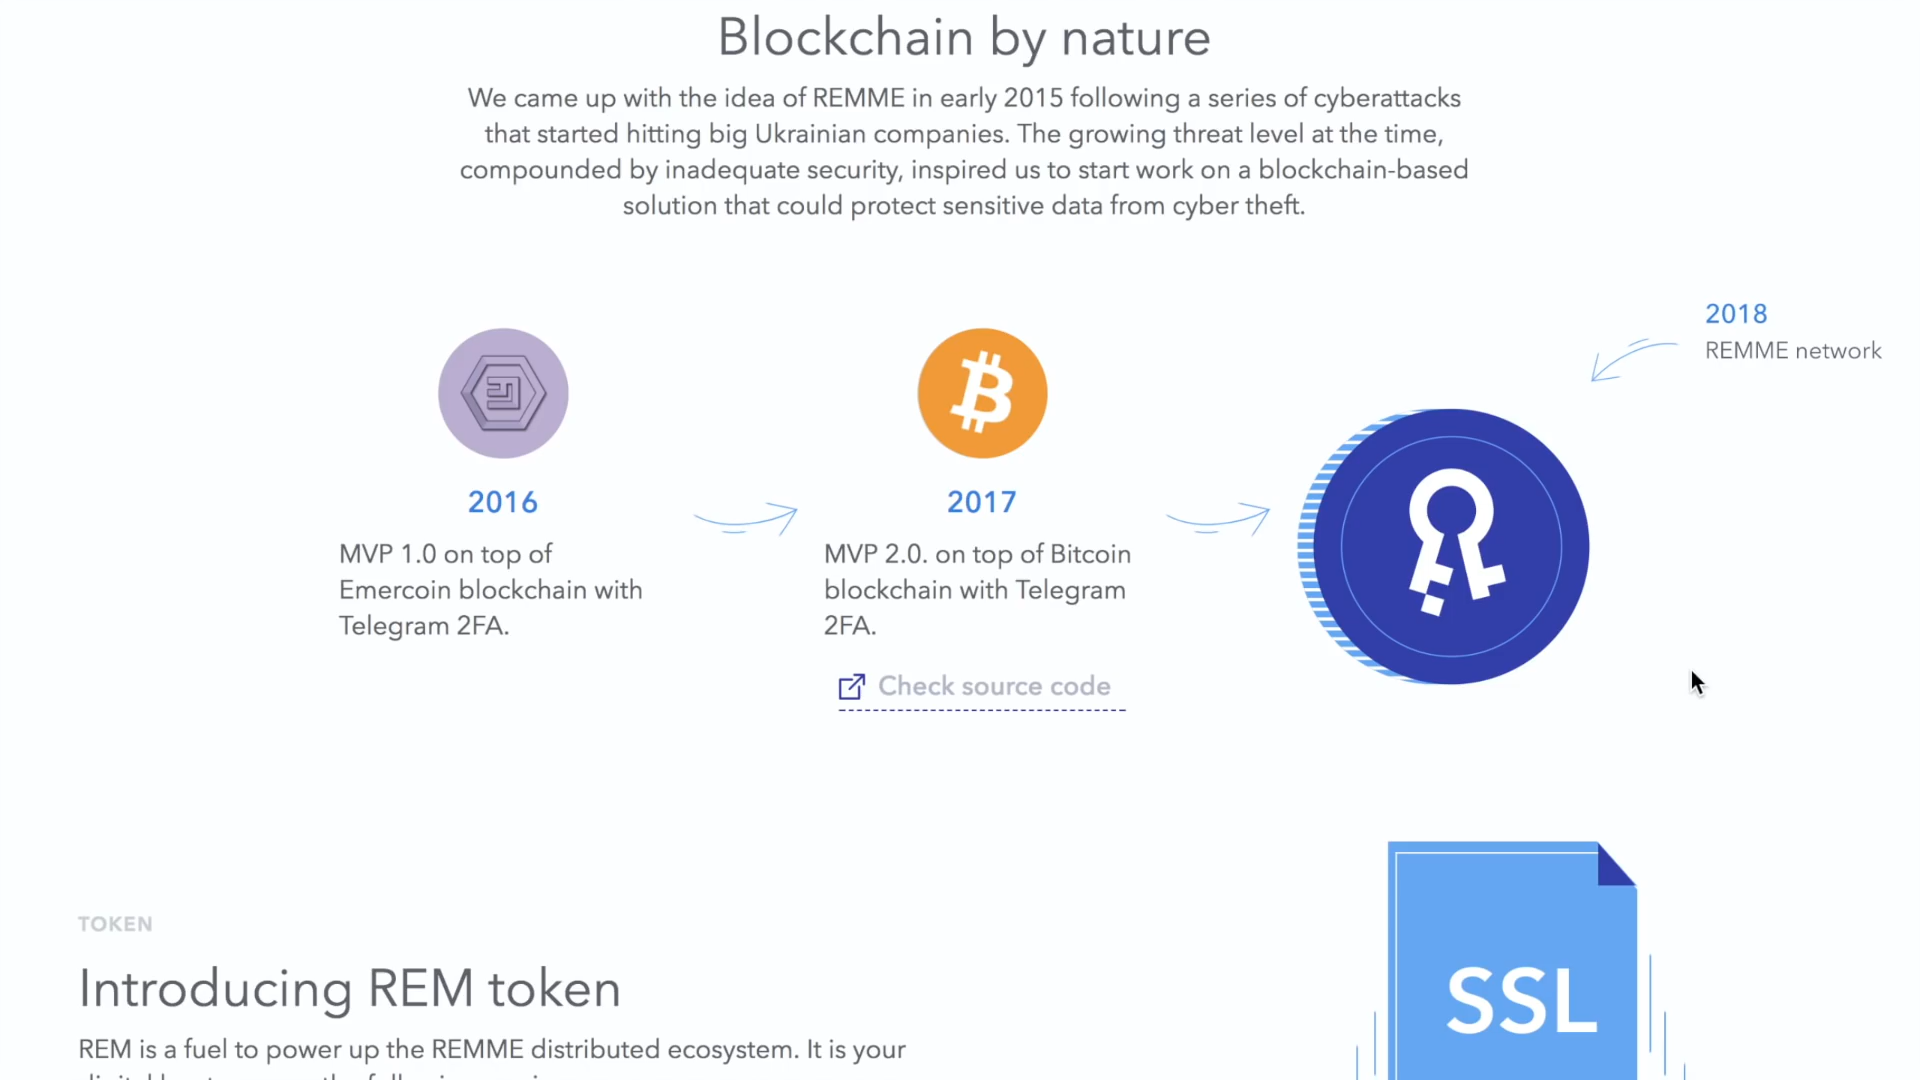 Blockchain by nature
We came up with the idea of REMME in early 2015 following a series of cyberattacks
that started hitting big Ukrainian companies. The growing threat level at the time,
compounded by inadequate security, inspired us to start work on a blockchain-based
solution that could protect sensitive data from cyber theft.
2016
MVP 1.0 on top of
Emercoin blockchain with
Telegram 2FA.
2017
MVP 2.0. on top of Bitcoin
blockchain with Telegram
2FA.
Check source code
2018
REMME network
TOKEN
Introducing REM token
REM is a fuel to power up the REMME distributed ecosystem. It is your
SSL